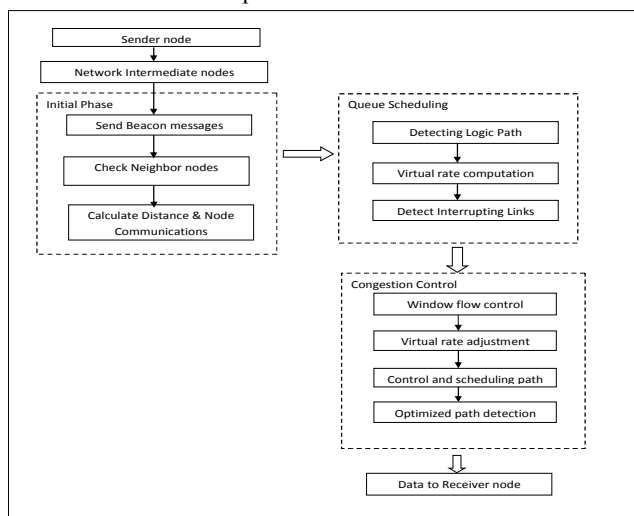 Sender node
Network Intermediate nodes
Initial Phase
Send Beacon messages
Check Neighbor nodes
Calculate Distance & Node
Communications
Queue Scheduling
Detecting Logic Path
Virtual rate computation
Detect Interrupting Links
Congestion Control
Window flow control
Virtual rate adjustment
Control and scheduling path
Optimized path detection
Data to Receiver node